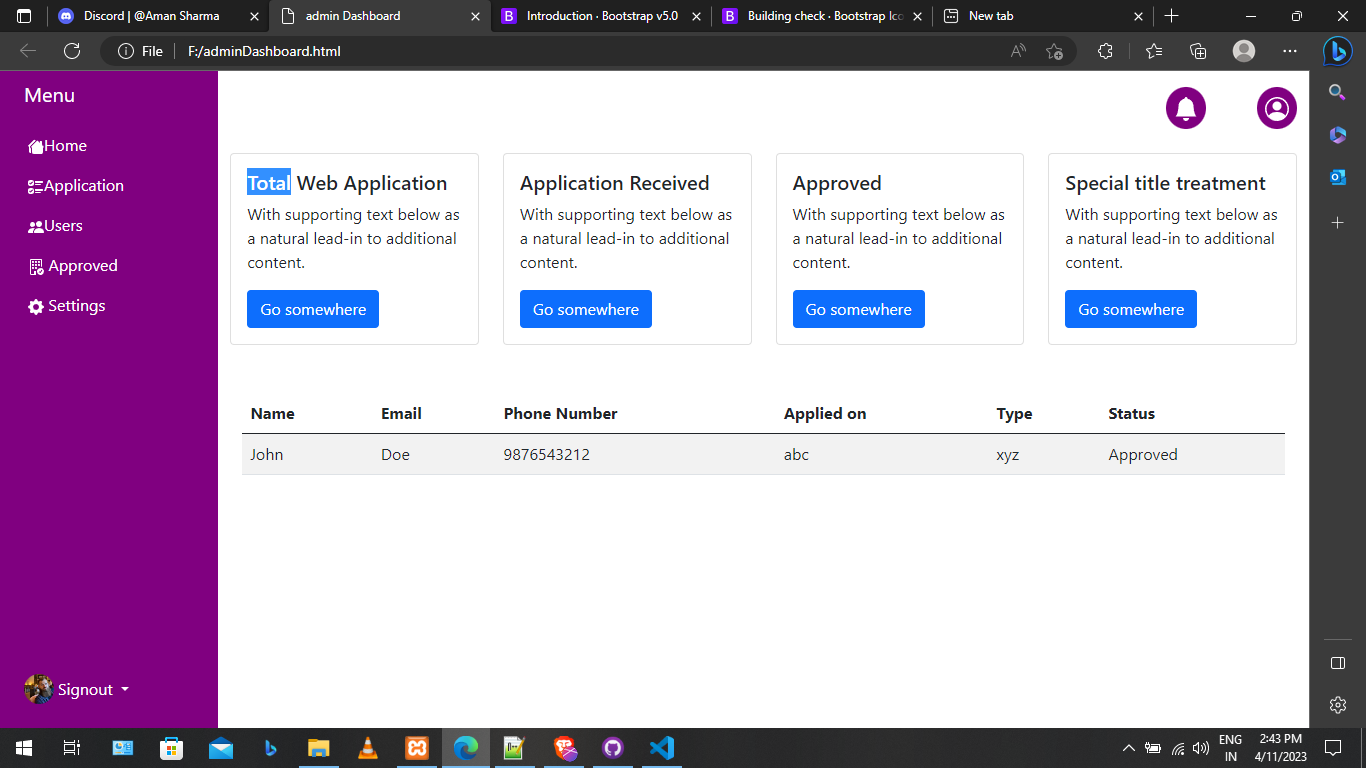 Discord | @Aman Sharma
admin Dashboard
Introduction · Bootstrap v5.0
Building check · Bootstrap Ico
New tab
File F:/adminDashboard.html
Menu
Home
Application
Users
Approved
Settings
Signout
Total Web Application
With supporting text below as
a natural lead-in to additional
content.
Go somewhere
Application Received
With supporting text below as
a natural lead-in to additional
content.
Go somewhere
Approved
With supporting text below as
a natural lead-in to additional
content.
Go somewhere
Special title treatment
With supporting text below as
a natural lead-in to additional
content.
Go somewhere
Name Email Phone Number Applied on Type Status
John Doe 9876543212 abc xyz Approved
ENG
IN
2:43 PM
4/11/2023